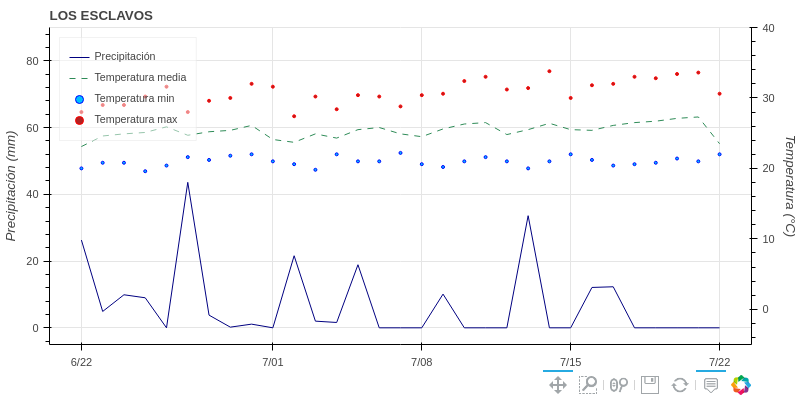 LOS ESCLAVOS
Precipitación
Temperatura media
Temperatura min
Temperatura max
Precipitación (mm)
80
60
40
20
0
Temperatura (°C)
40
30
20
10
0
6/22
7/01
7/08
7/15
7/22